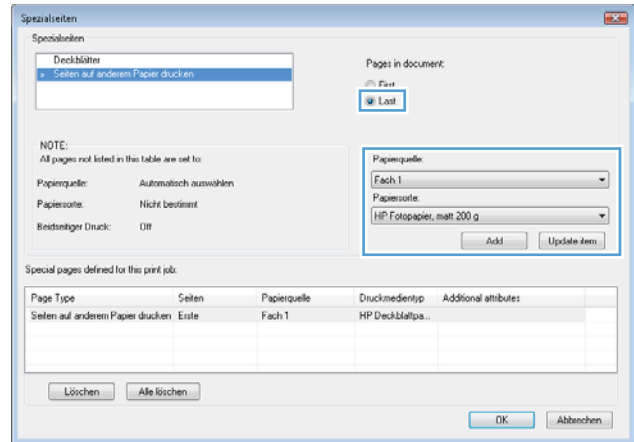 Spezialseiten
Spezialseiten
Deckblätter
» Seiten auf anderem Papier drucken
Pages in document:
First
Last
NOTE:
All pages not listed in this table are set to:
Papierquelle: Automatisch auswählen
Papiersorte: Nicht bestimmt
Beidseitiger Druck: Off
Papierquelle:
Fach 1
Papiersorte:
HP Fotopapier, matt 200 g
Add Update item
Special pages defined for this print job:
Page Type Seiten Papierquelle Druckmedientyp Additional attributes
Seiten auf anderem Papier drucken Erste Fach 1 HP Deckblattpa...
Löschen Alle löschen
OK Abbrechen